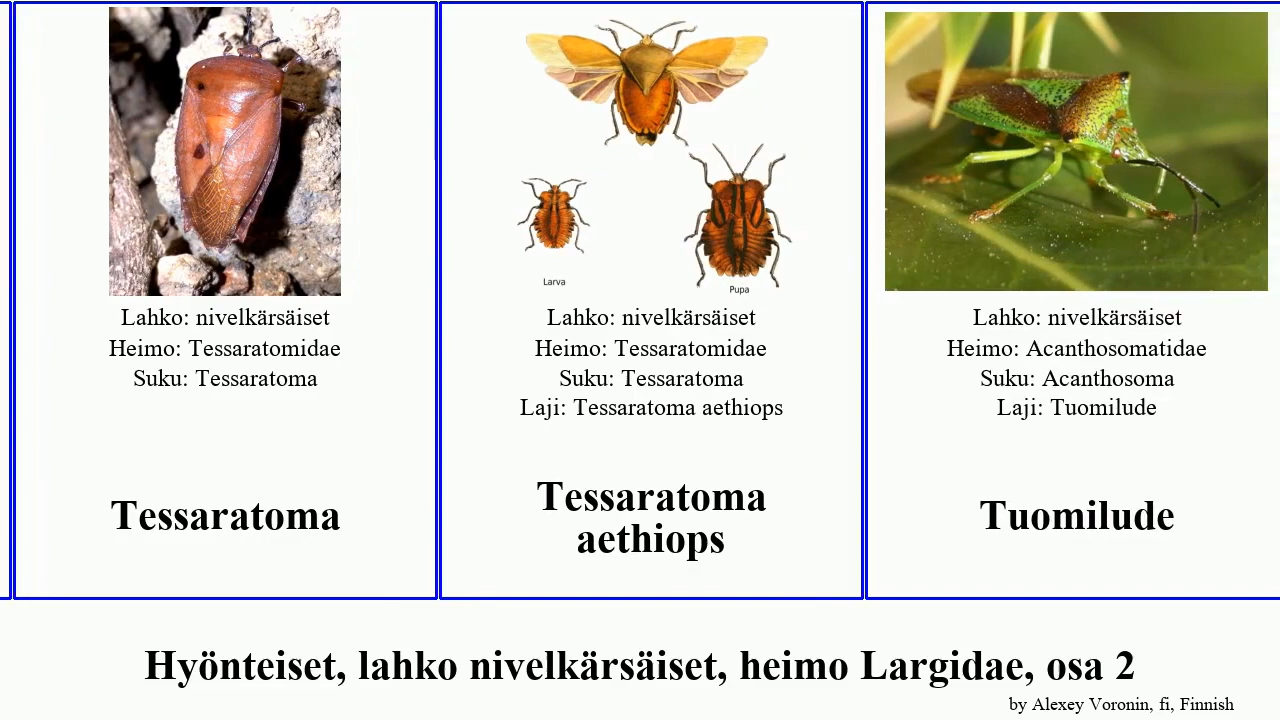 Lahko: nivelkärsäiset
Heimo: Tessaratomidae
Suku: Tessaratoma
Tessaratoma
Larva
Pupa
Lahko: nivelkärsäiset
Heimo: Tessaratomidae
Suku: Tessaratoma
Laji: Tessaratoma aethiops
Tessaratoma
aethiops
Lahko: nivelkärsäiset
Heimo: Acanthosomatidae
Suku: Acanthosoma
Laji: Tuomilude
Tuomilude
Hyönteiset, lahko nivelkärsäiset, heimo Largidae, osa 2
by Alexey Voronin, fi, Finnish